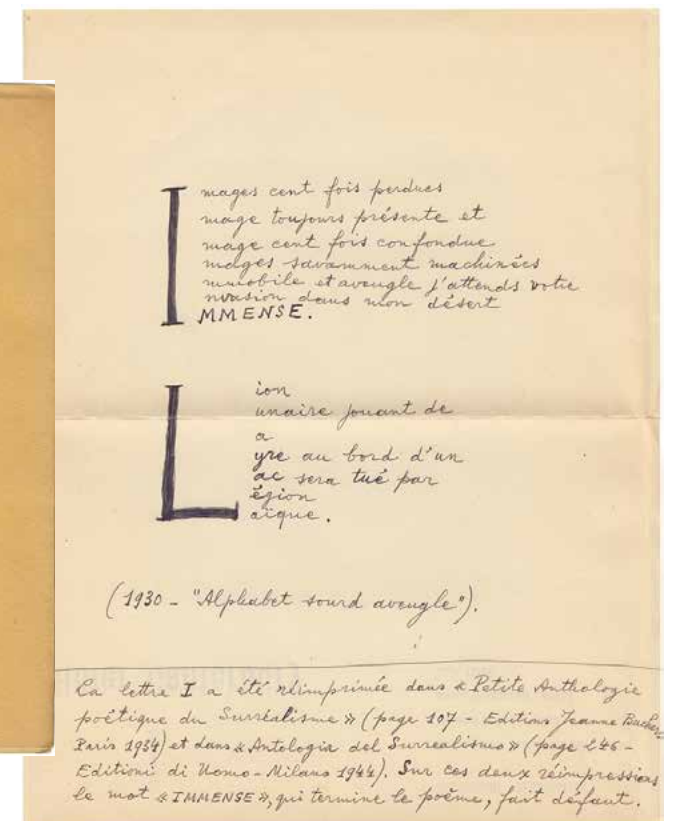 I
mages cent fois perdues
mage toujours présente et
mage cent fois confondue
mages savamment machinées
mmobile et aveugle j'attends votre
nvasion dans mon désert
MMENSE.
L
ion
unaire jouant de
a
yre au bord d'un
ac sera tué par
égion
aïque.
(1930 - "Alphabet sourd aveugle").
La lettre I a été réimprimée dans « Petite Anthologie
poétique du Surréalisme » (page 107 - Editions Jeanne Bucher,
Paris 1934) et dans « Antologia del Surrealismo » (page 246 -
Editioni di Uomo - Milano 1944). Sur ces deux réimpressions
le mot « IMMENSE », qui termine le poème, fait défaut.